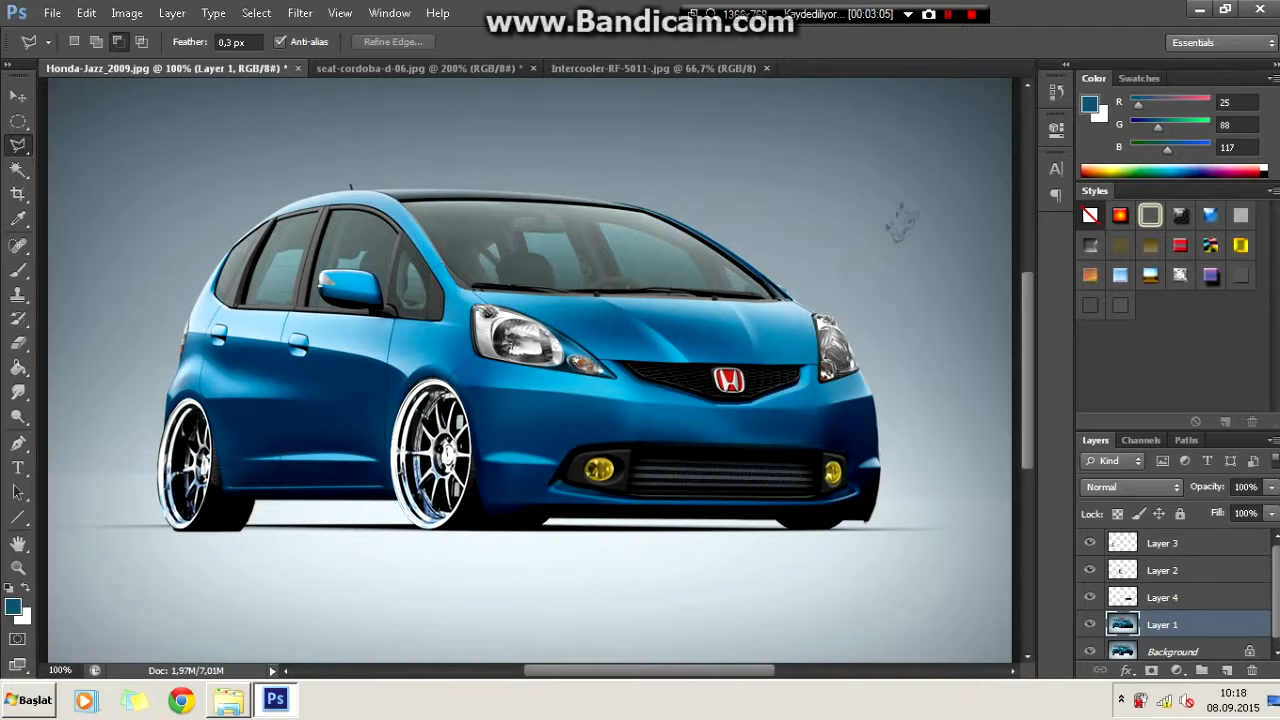 www.Bandicam.com
1366x768 Kaydediliyor... [00:03:05]
Ps File Edit Image Layer Type Select Filter View Window Help
Feather: 0,3 px Anti-alias Refine Edge... Essentials
Honda-Jazz_2009.jpg @ 100% (Layer 1, RGB/8#) * × seat-cordoba-d-06.jpg @ 200% (RGB/8#) * × Intercooler-RF-5011-.jpg @ 66,7% (RGB/8) ×
Color Swatches
R 25
G 88
B 117
Styles
Layers Channels Paths
Kind
Normal Opacity: 100%
Lock: Fill: 100%
Layer 3
Layer 2
Layer 4
Layer 1
Background
100% Doc: 1,97M/7,01M
Başlat
Ps
10:18
08.09.2015